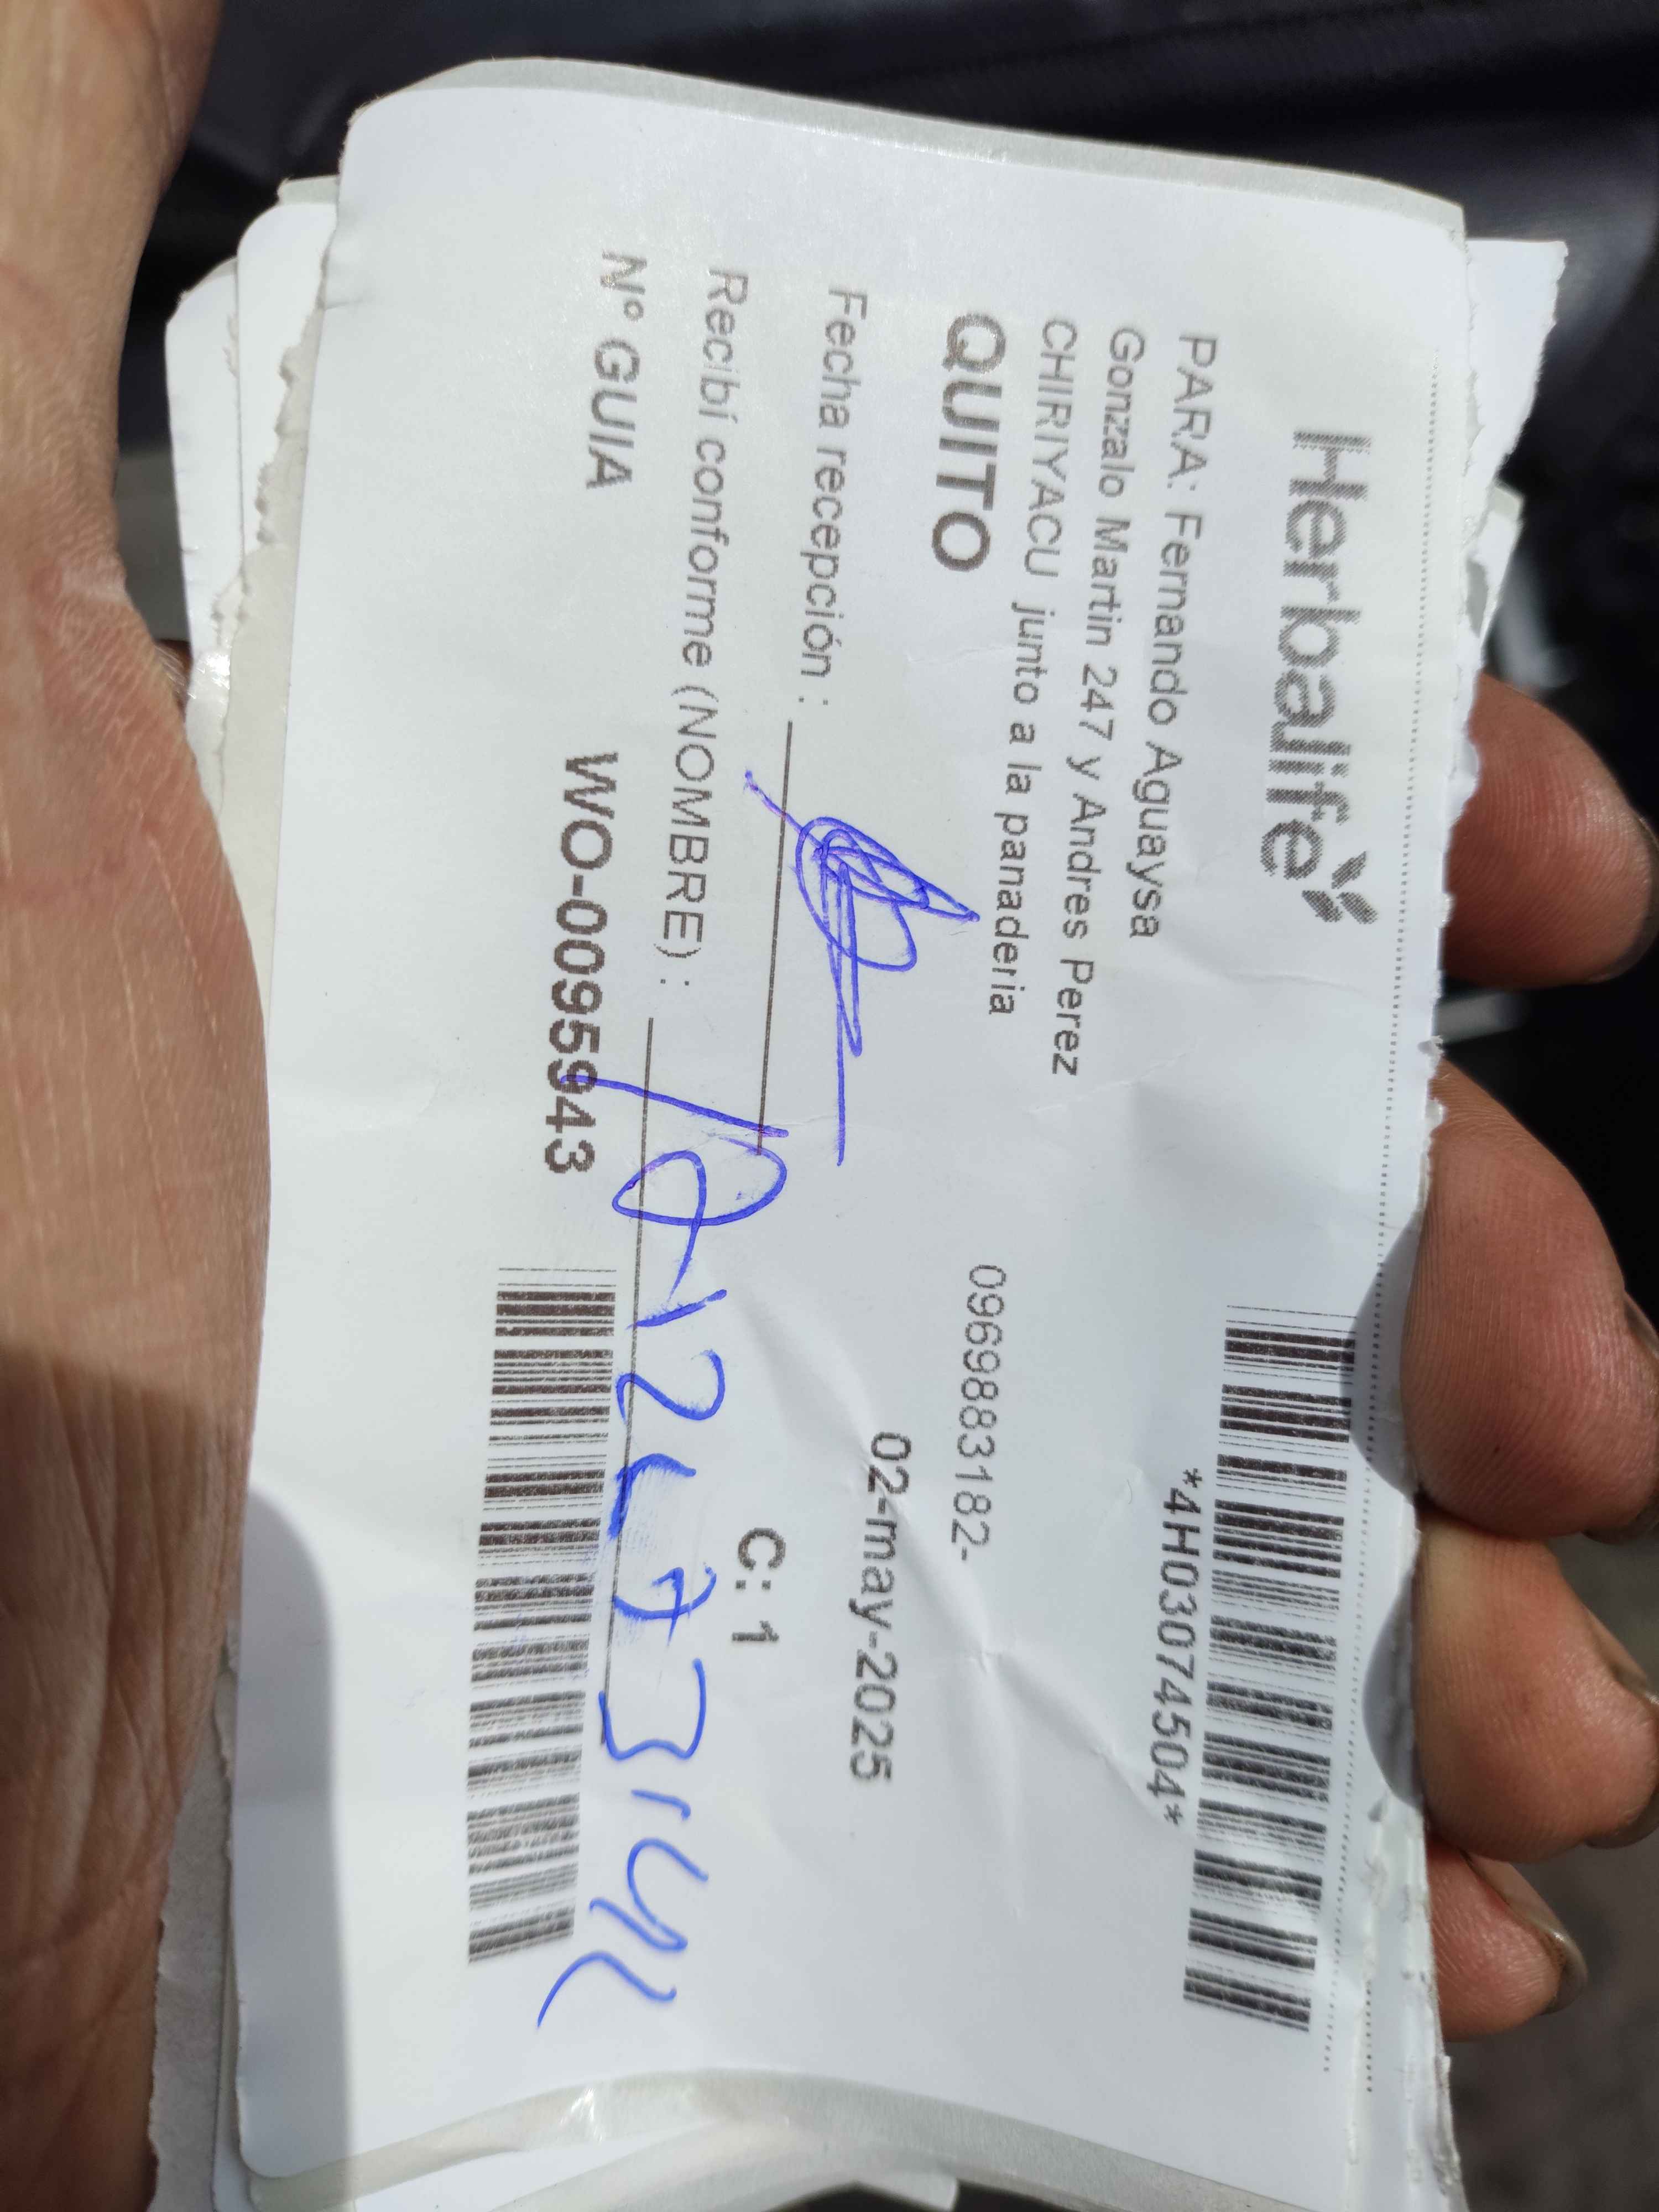 Herbalife
*4H03074504*
PARA: Fernando Aguaysa
Gonzalo Martin 247 y Andres Perez
CHIRIYACU junto a la panaderia
0969883182-
QUITO
02-may-2025
Fecha recepción :
C: 1
Recibí conforme (NOMBRE) :
Nº GUIA WO-0095943